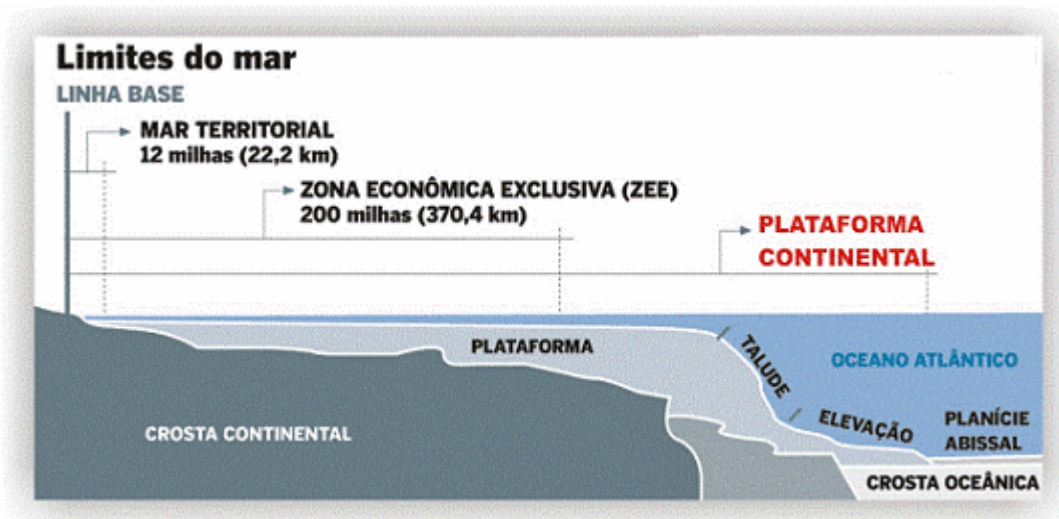 Limites do mar
LINHA BASE
MAR TERRITORIAL
12 milhas (22,2 km)
ZONA ECONÔMICA EXCLUSIVA (ZEE)
200 milhas (370,4 km)
PLATAFORMA
CONTINENTAL
PLATAFORMA
TALUDE
OCEANO ATLÂNTICO
ELEVAÇÃO
PLANÍCIE
ABISSAL
CROSTA CONTINENTAL
CROSTA OCEÂNICA